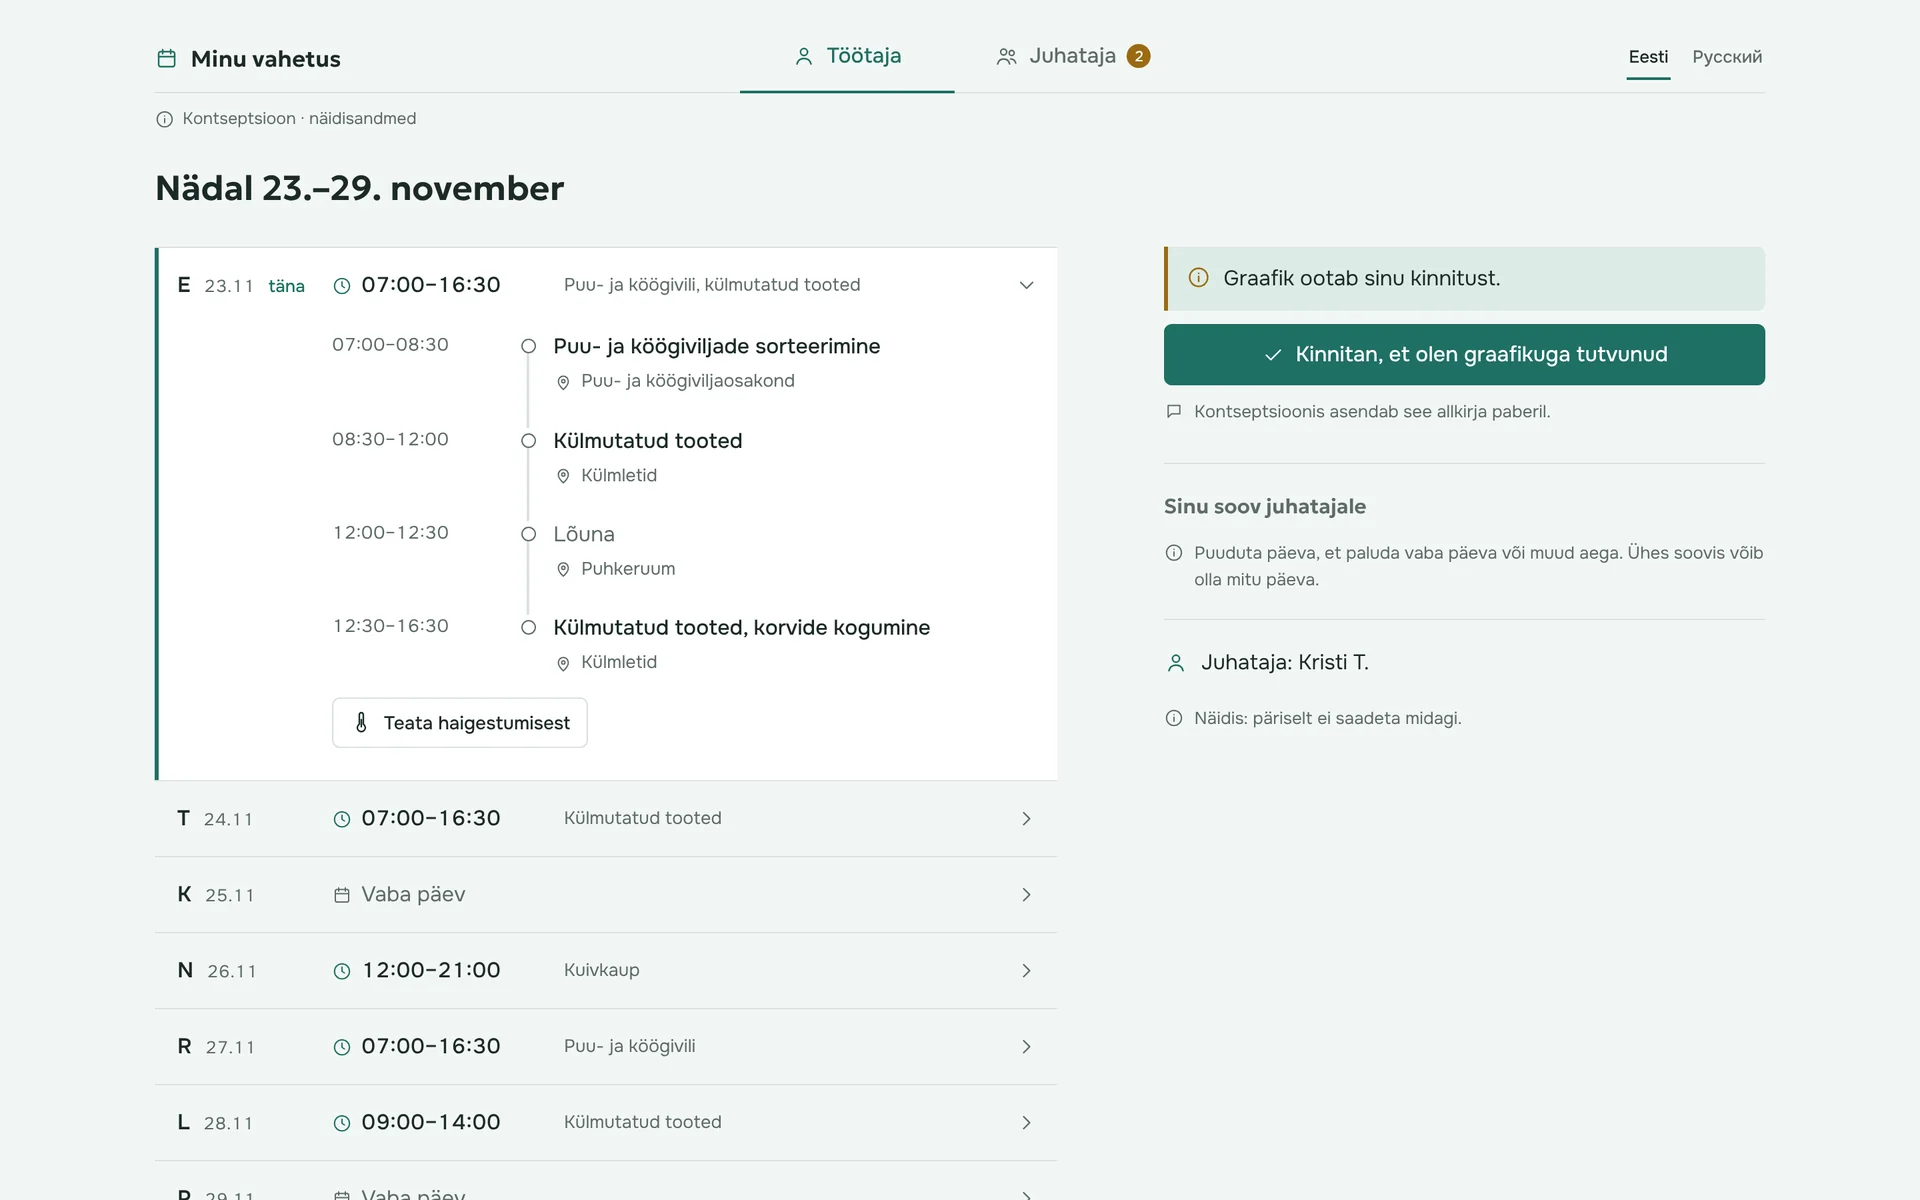 Minu vahetus
Töötaja
Juhataja 2
Eesti
Русский
Kontseptsioon · näidisandmed
Nädal 23.–29. november
E 23.11 täna 07:00–16:30 Puu- ja köögivili, külmutatud tooted
07:00–08:30 Puu- ja köögiviljade sorteerimine
Puu- ja köögiviljaosakond
08:30–12:00 Külmutatud tooted
Külmletid
12:00–12:30 Lõuna
Puhkeruum
12:30–16:30 Külmutatud tooted, korvide kogumine
Külmletid
Teata haigestumisest
T 24.11 07:00–16:30 Külmutatud tooted
K 25.11 Vaba päev
N 26.11 12:00–21:00 Kuivkaup
R 27.11 07:00–16:30 Puu- ja köögivili
L 28.11 09:00–14:00 Külmutatud tooted
P 29.11 Vaba päev
Graafik ootab sinu kinnitust.
Kinnitan, et olen graafikuga tutvunud
Kontseptsioonis asendab see allkirja paberil.
Sinu soov juhatajale
Puuduta päeva, et paluda vaba päeva või muud aega. Ühes soovis võib
olla mitu päeva.
Juhataja: Kristi T.
Näidis: päriselt ei saadeta midagi.